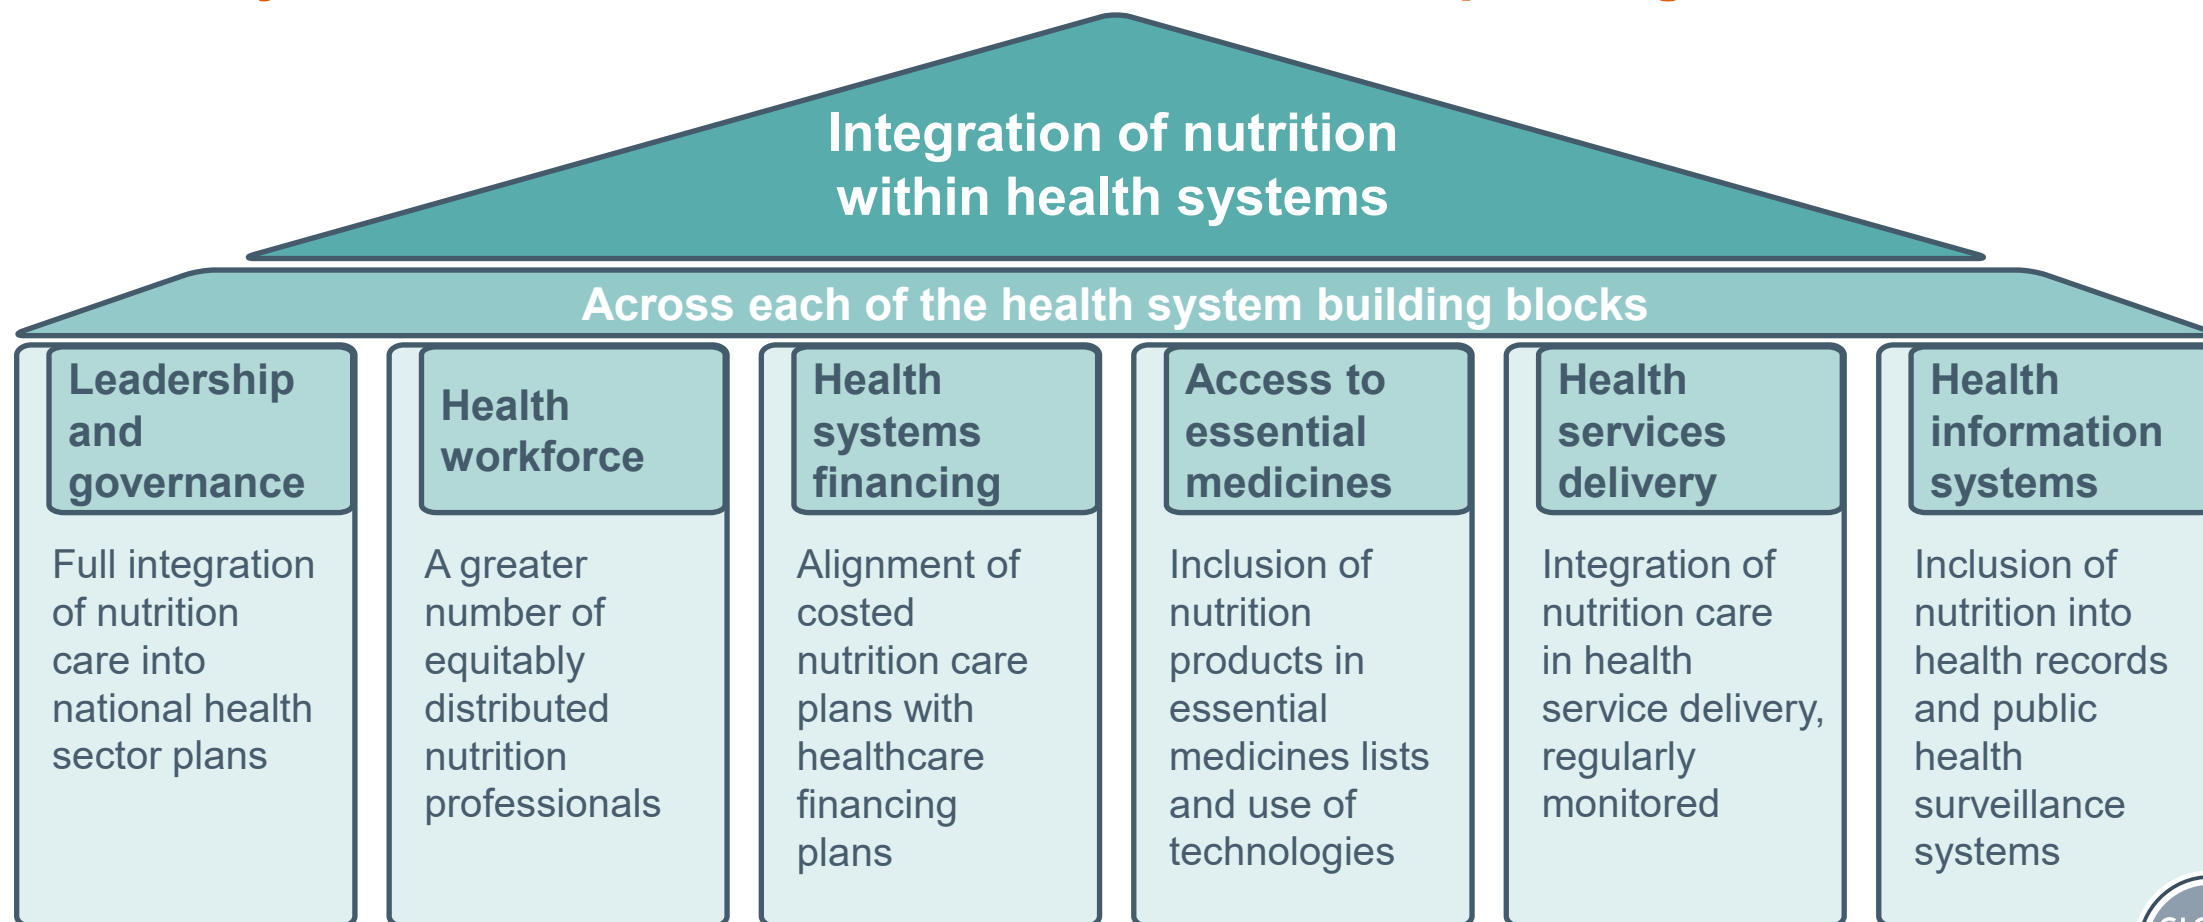 Integration of nutrition
within health systems
Across each of the health system building blocks
Leadership
and
governance
Full integration
of nutrition
care into
national health
sector plans
Health
workforce
A greater
number of
equitably
distributed
nutrition
professionals
Health
systems
financing
Alignment of
costed
nutrition care
plans with
healthcare
financing
plans
Access to
essential
medicines
Inclusion of
nutrition
products in
essential
medicines lists
and use of
technologies
Health
services
delivery
Integration of
nutrition care
in health
service delivery,
regularly
monitored
Health
information
systems
Inclusion of
nutrition into
health records
and public
health
surveillance
systems